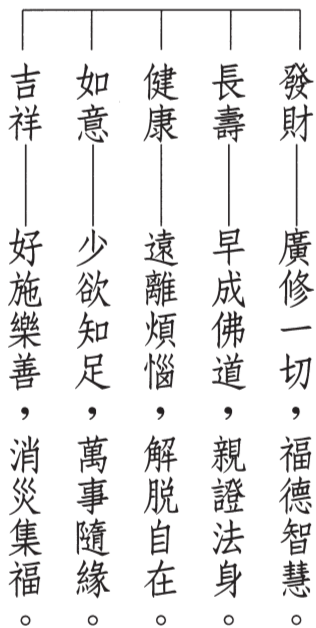 發財──廣修一切，福德智慧。
長壽──早成佛道，親證法身。
健康──遠離煩惱，解脫自在。
如意──少欲知足，萬事隨緣。
吉祥──好施樂善，消災集福。